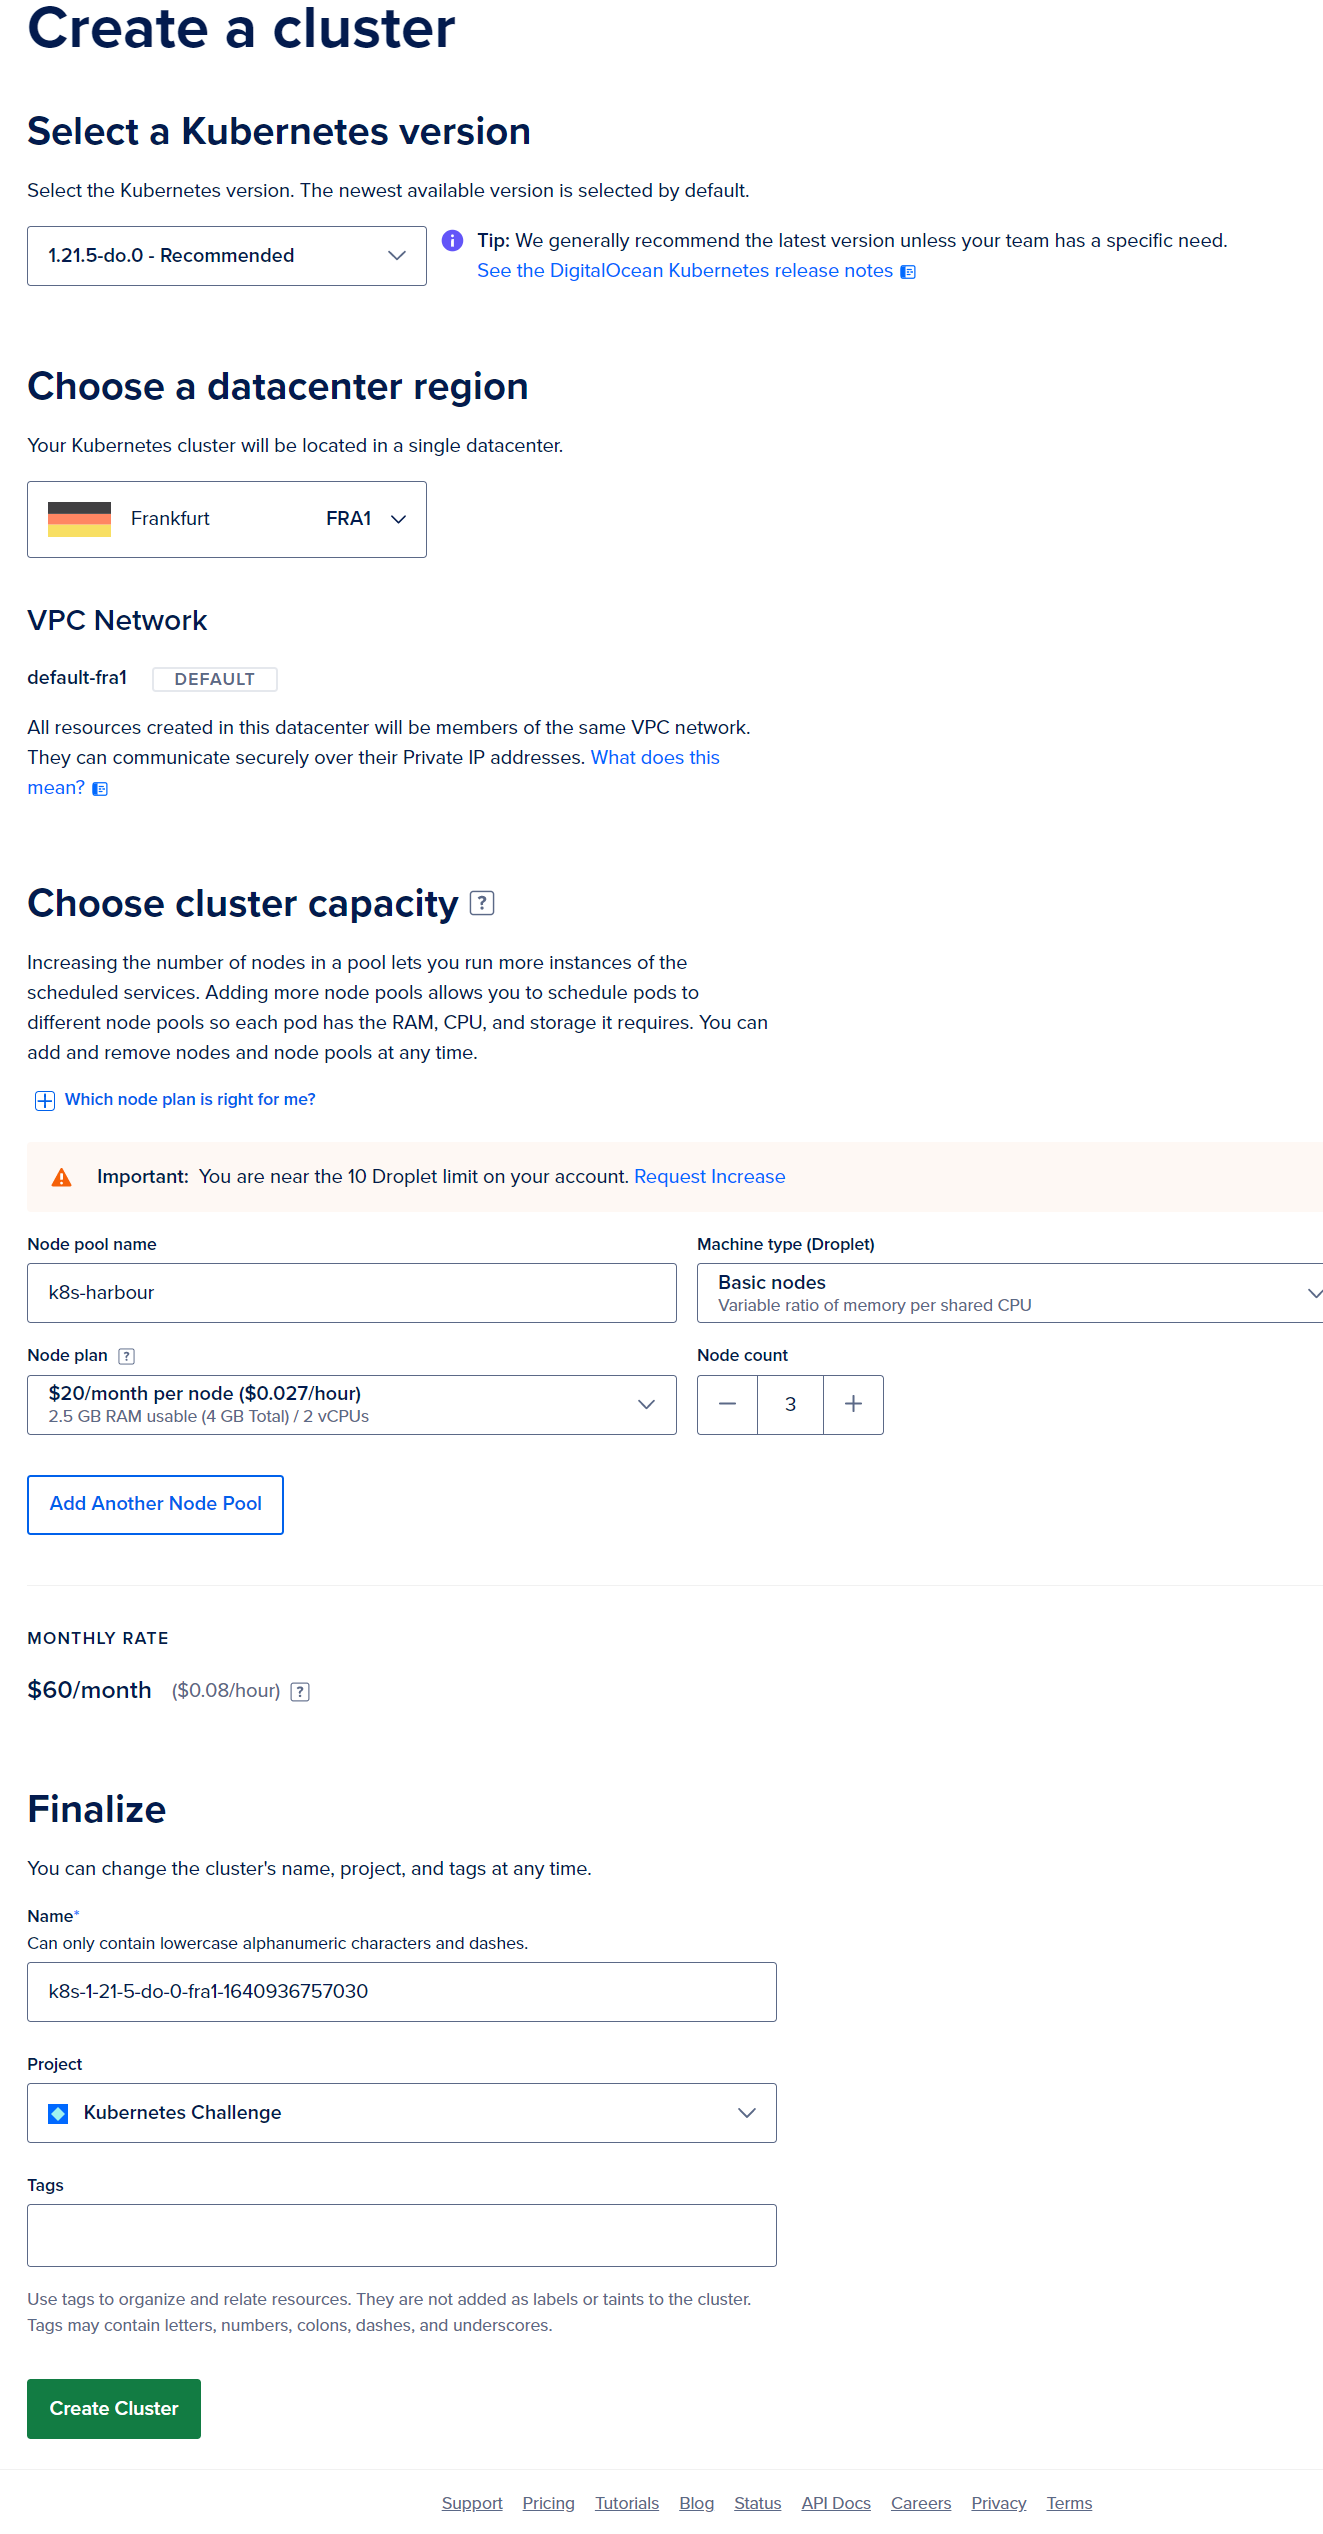 Create a cluster
Select a Kubernetes version
Select the Kubernetes version. The newest available version is selected by default.
1.21.5-do.0 - Recommended
Tip: We generally recommend the latest version unless your team has a specific need.
See the DigitalOcean Kubernetes release notes
Choose a datacenter region
Your Kubernetes cluster will be located in a single datacenter.
Frankfurt FRA1
VPC Network
default-fra1 DEFAULT
All resources created in this datacenter will be members of the same VPC network.
They can communicate securely over their Private IP addresses. What does this
mean?
Choose cluster capacity ?
Increasing the number of nodes in a pool lets you run more instances of the
scheduled services. Adding more node pools allows you to schedule pods to
different node pools so each pod has the RAM, CPU, and storage it requires. You can
add and remove nodes and node pools at any time.
Which node plan is right for me?
Important: You are near the 10 Droplet limit on your account. Request Increase
Node pool name
k8s-harbour
Machine type (Droplet)
Basic nodes
Variable ratio of memory per shared CPU
Node plan ?
$20/month per node ($0.027/hour)
2.5 GB RAM usable (4 GB Total) / 2 vCPUs
Node count
3
Add Another Node Pool
MONTHLY RATE
$60/month ($0.08/hour) ?
Finalize
You can change the cluster's name, project, and tags at any time.
Name*
Can only contain lowercase alphanumeric characters and dashes.
k8s-1-21-5-do-0-fra1-1640936757030
Project
Kubernetes Challenge
Tags
Use tags to organize and relate resources. They are not added as labels or taints to the cluster.
Tags may contain letters, numbers, colons, dashes, and underscores.
Create Cluster
Support Pricing Tutorials Blog Status API Docs Careers Privacy Terms